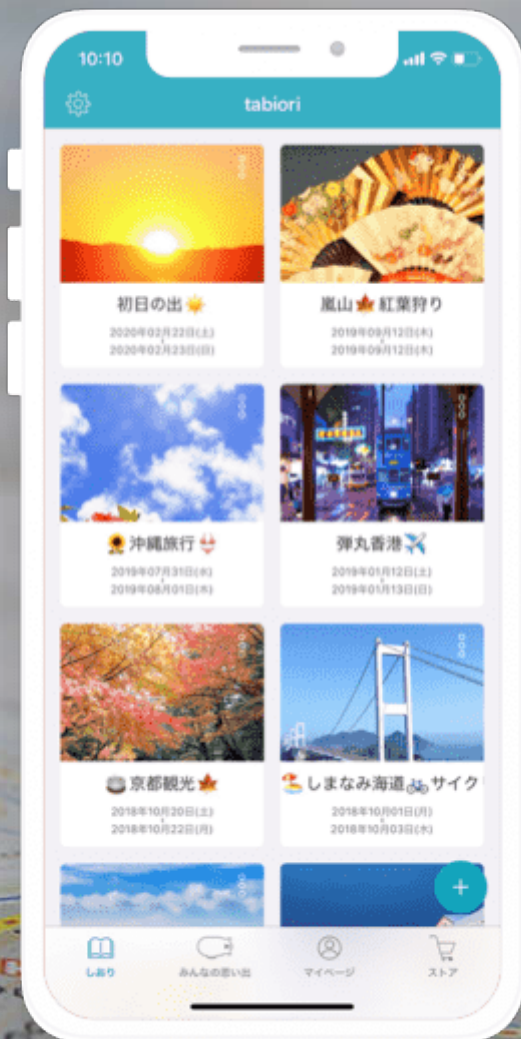 10:10
tabiori
初日の出☀️
2020年02月22日(土)
2020年02月23日(日)
嵐山🍁紅葉狩り
2019年09月12日(木)
2019年09月12日(木)
🌻沖縄旅行👙
2019年07月31日(水)
2019年08月01日(木)
弾丸香港✈️
2019年01月12日(土)
2019年01月13日(日)
🍚京都観光🍁
2018年10月20日(土)
2018年10月22日(月)
🏖️しまなみ海道🚲サイク
2018年10月01日(月)
2018年10月03日(水)
+
しおり
みんなの思い出
マイページ
ストア